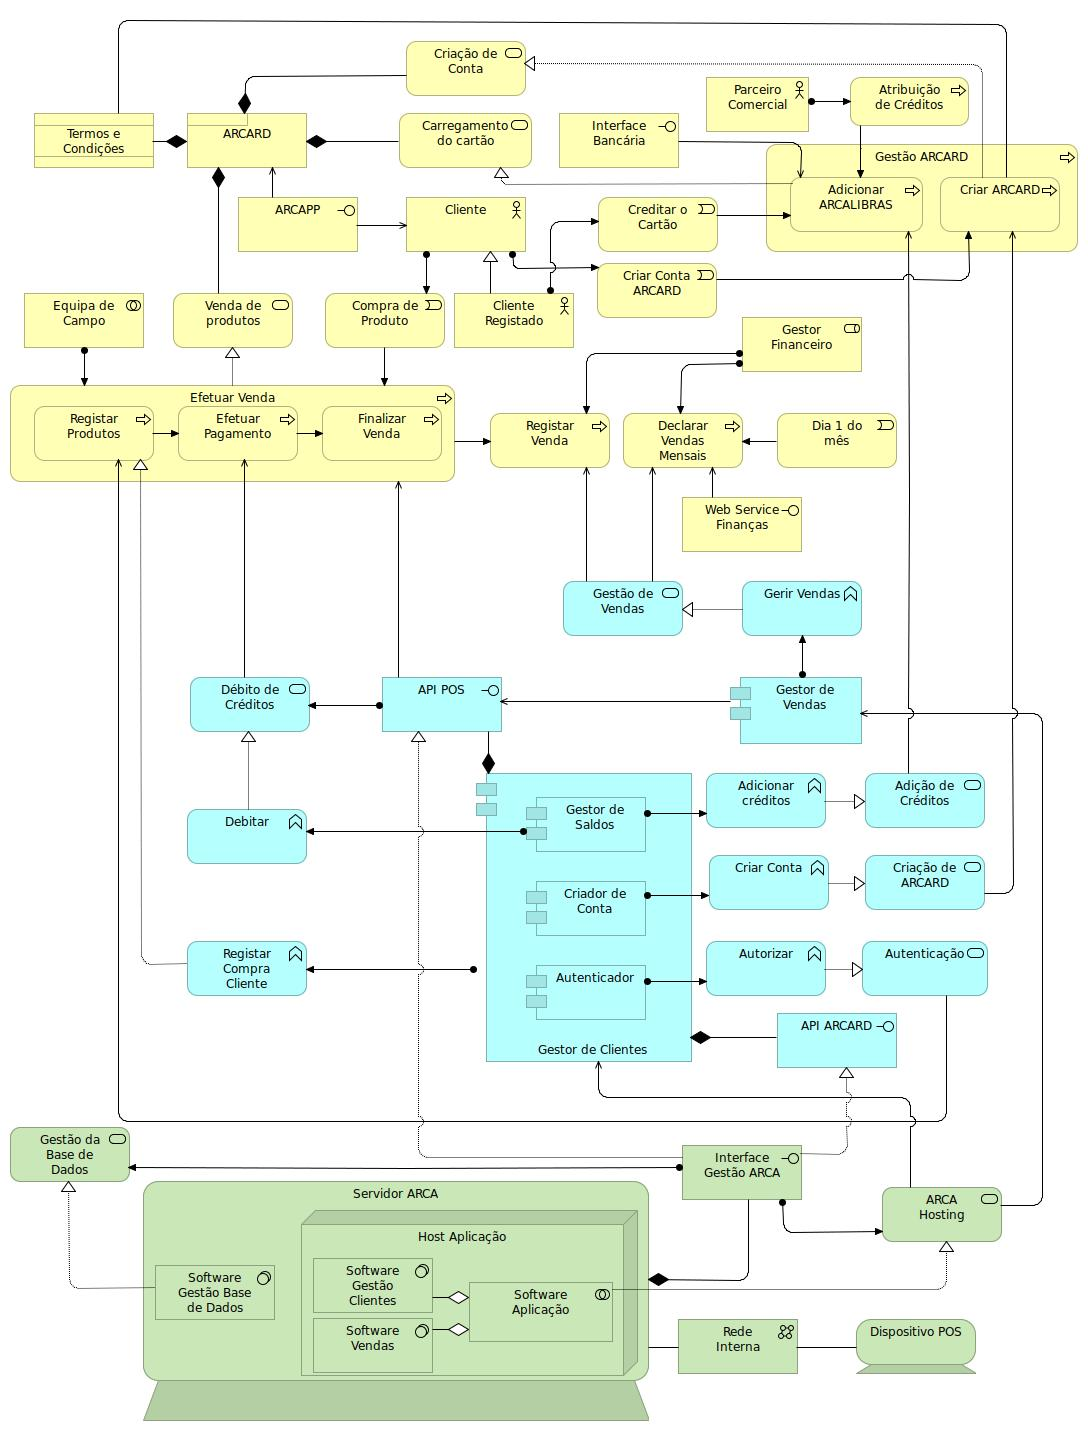 Criação de
Conta
Parceiro
Comercial
Atribuição
de Créditos
Termos e
Condições
ARCARD
Carregamento
do cartão
Interface
Bancária
Gestão ARCARD
Adicionar
ARCALIBRAS
Criar ARCARD
ARCAPP
Cliente
Creditar o
Cartão
Criar Conta
ARCARD
Equipa de
Campo
Venda de
produtos
Compra de
Produto
Cliente
Registado
Gestor
Financeiro
Efetuar Venda
Registar
Produtos
Efetuar
Pagamento
Finalizar
Venda
Registar
Venda
Declarar
Vendas
Mensais
Dia 1 do
mês
Web Service
Finanças
Gestão de
Vendas
Gerir Vendas
Débito de
Créditos
API POS
Gestor de
Vendas
Debitar
Gestor de
Saldos
Adicionar
créditos
Adição de
Créditos
Criador de
Conta
Criar Conta
Criação de
ARCARD
Registar
Compra
Cliente
Autenticador
Autorizar
Autenticação
API ARCARD
Gestor de Clientes
Gestão da
Base de
Dados
Interface
Gestão ARCA
Servidor ARCA
ARCA
Hosting
Host Aplicação
Software
Gestão Base
de Dados
Software
Gestão
Clientes
Software
Aplicação
Software
Vendas
Rede
Interna
Dispositivo POS